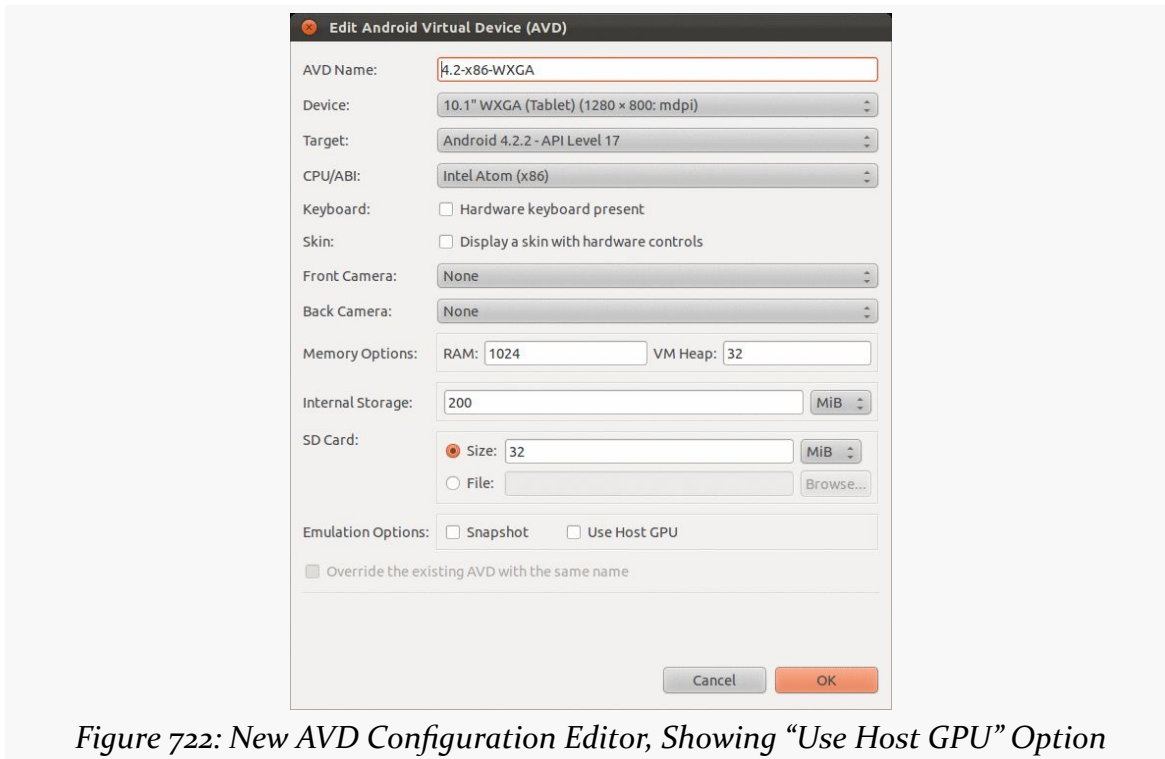 Edit Android Virtual Device (AVD)
AVD Name: 4.2-x86-WXGA
Device: 10.1" WXGA (Tablet) (1280 × 800: mdpi)
Target: Android 4.2.2 - API Level 17
CPU/ABI: Intel Atom (x86)
Keyboard: Hardware keyboard present
Skin: Display a skin with hardware controls
Front Camera: None
Back Camera: None
Memory Options: RAM: 1024 VM Heap: 32
Internal Storage: 200 MiB
SD Card:
Size: 32 MiB
File: Browse...
Emulation Options: Snapshot Use Host GPU
Override the existing AVD with the same name
Cancel OK
Figure 722: New AVD Configuration Editor, Showing “Use Host GPU” Option